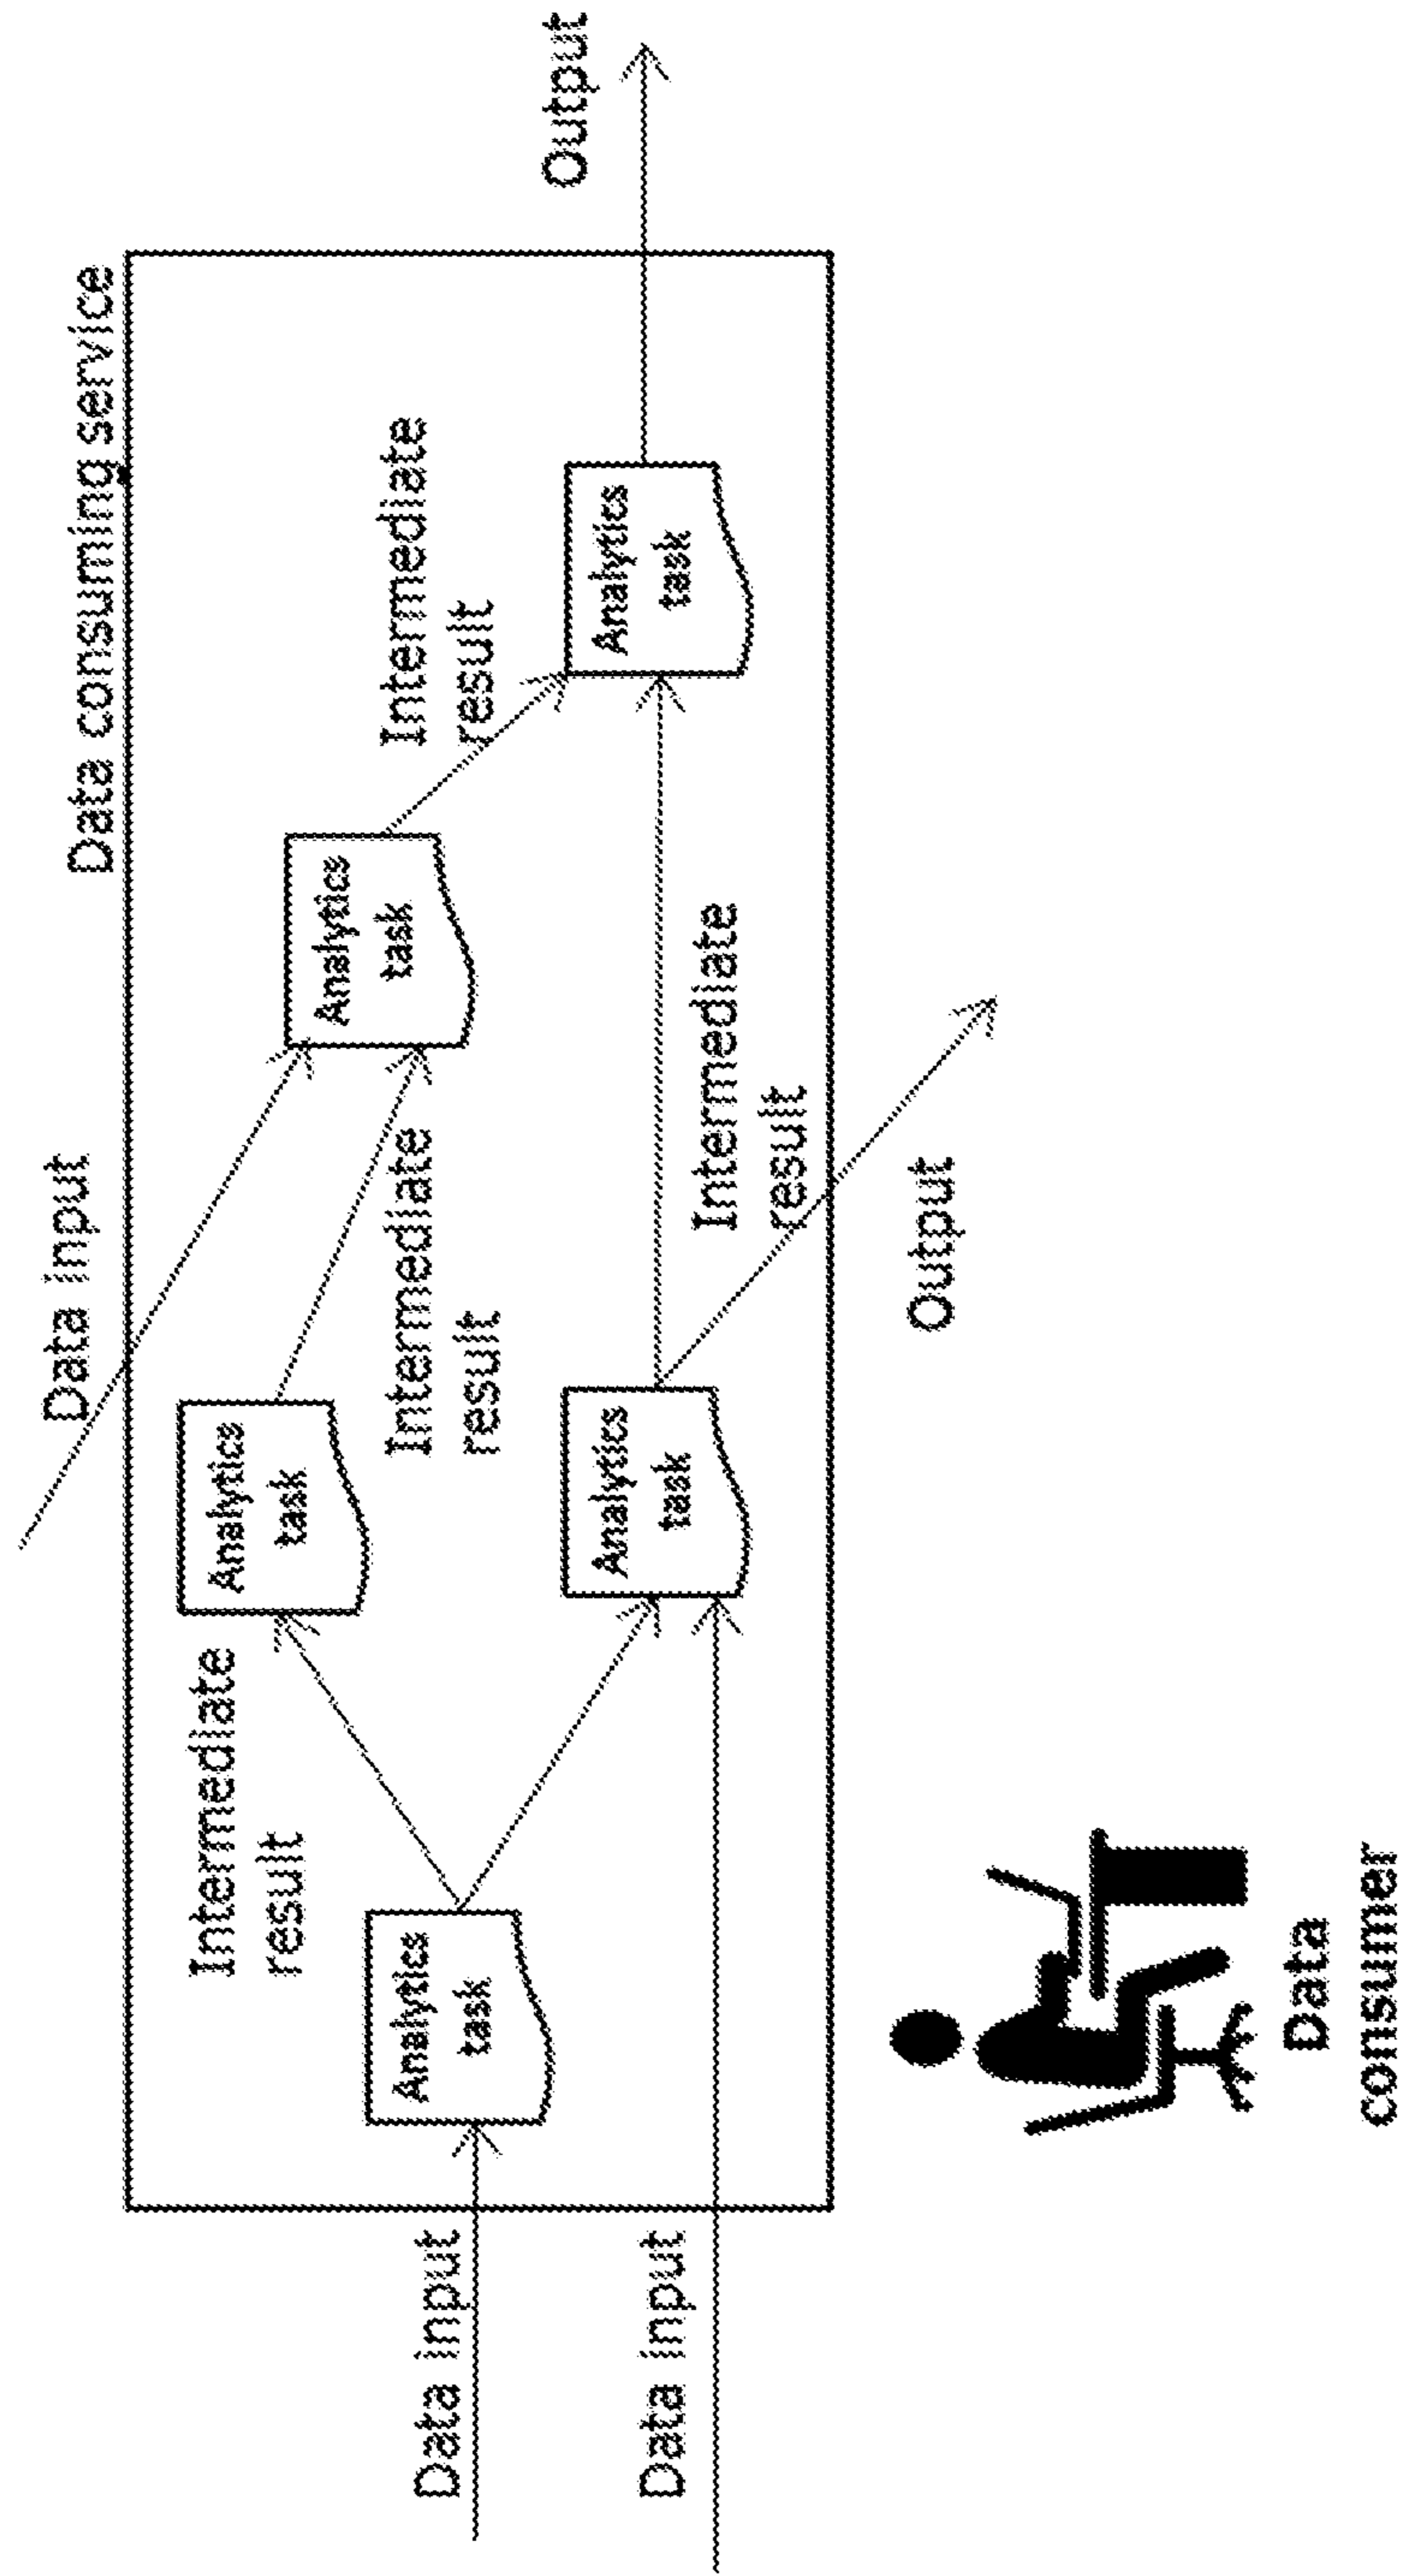 Data consuming service
Data input
Intermediate
result
Analytics
task
Intermediate
result
Analytics
task
Intermediate
result
Output
Data input
Analytics
task
Data input
Analytics
task
Intermediate
result
Analytics
task
Output
Data
consumer